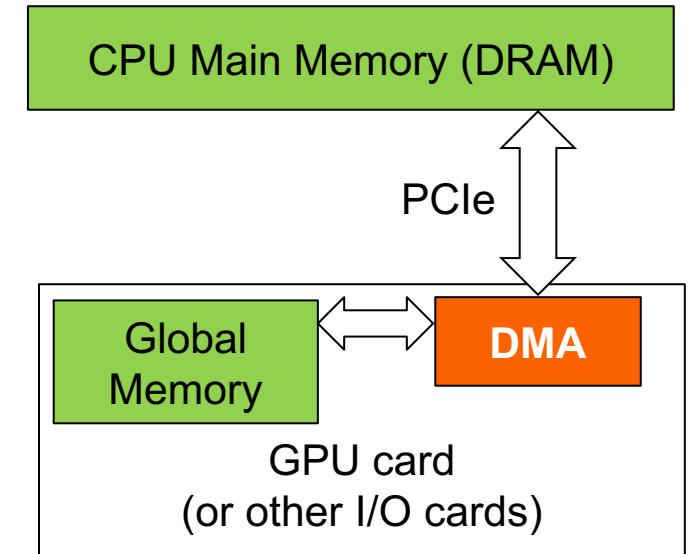 CPU Main Memory (DRAM)
PCIe
Global
Memory
DMA
GPU card
(or other I/O cards)